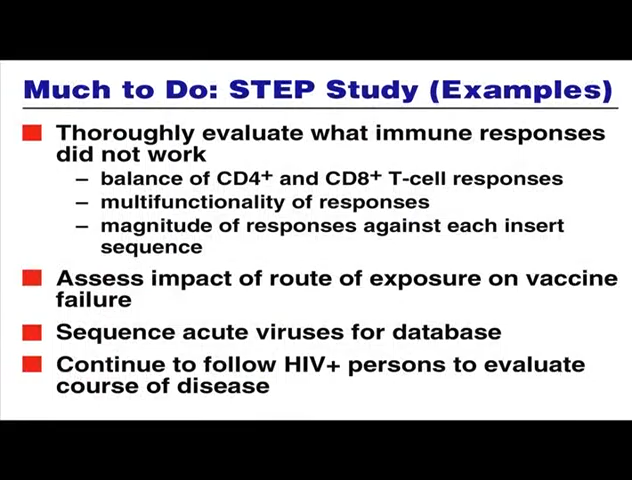 Much to Do: STEP Study (Examples)
Thoroughly evaluate what immune responses
did not work
– balance of CD4+ and CD8+ T-cell responses
– multifunctionality of responses
– magnitude of responses against each insert
sequence
Assess impact of route of exposure on vaccine
failure
Sequence acute viruses for database
Continue to follow HIV+ persons to evaluate
course of disease